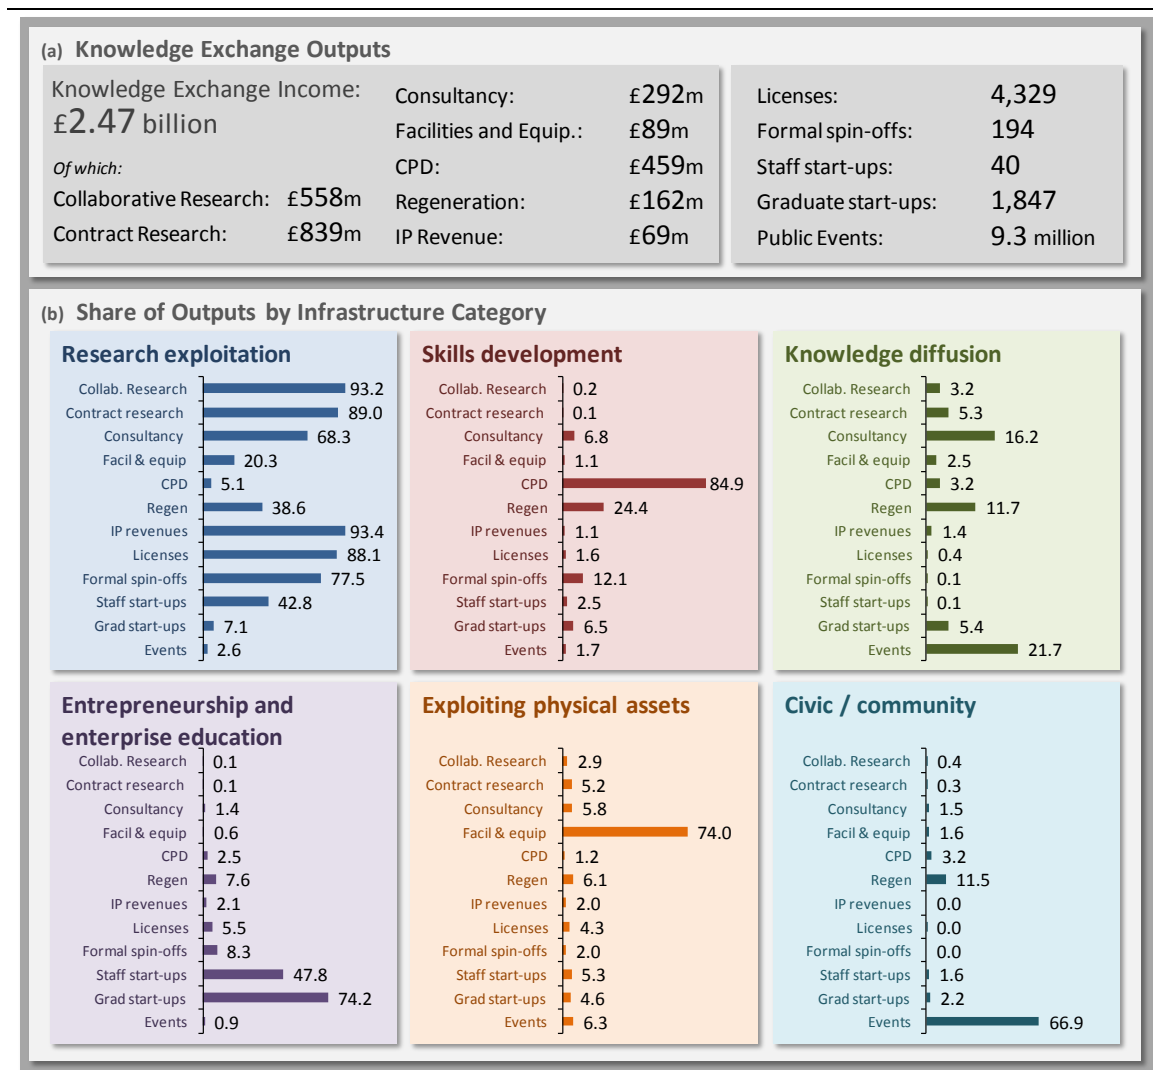 (a) Knowledge Exchange Outputs
Knowledge Exchange Income:
£2.47 billion
Of which:
Collaborative Research: £558m
Contract Research: £839m
Consultancy: £292m
Facilities and Equip.: £89m
CPD: £459m
Regeneration: £162m
IP Revenue: £69m
Licenses: 4,329
Formal spin-offs: 194
Staff start-ups: 40
Graduate start-ups: 1,847
Public Events: 9.3 million
(b) Share of Outputs by Infrastructure Category
Research exploitation
Collab. Research 93.2
Contract research 89.0
Consultancy 68.3
Facil & equip 20.3
CPD 5.1
Regen 38.6
IP revenues 93.4
Licenses 88.1
Formal spin-offs 77.5
Staff start-ups 42.8
Grad start-ups 7.1
Events 2.6
Skills development
Collab. Research 0.2
Contract research 0.1
Consultancy 6.8
Facil & equip 1.1
CPD 84.9
Regen 24.4
IP revenues 1.1
Licenses 1.6
Formal spin-offs 12.1
Staff start-ups 2.5
Grad start-ups 6.5
Events 1.7
Knowledge diffusion
Collab. Research 3.2
Contract research 5.3
Consultancy 16.2
Facil & equip 2.5
CPD 3.2
Regen 11.7
IP revenues 1.4
Licenses 0.4
Formal spin-offs 0.1
Staff start-ups 0.1
Grad start-ups 5.4
Events 21.7
Entrepreneurship and
enterprise education
Collab. Research 0.1
Contract research 0.1
Consultancy 1.4
Facil & equip 0.6
CPD 2.5
Regen 7.6
IP revenues 2.1
Licenses 5.5
Formal spin-offs 8.3
Staff start-ups 47.8
Grad start-ups 74.2
Events 0.9
Exploiting physical assets
Collab. Research 2.9
Contract research 5.2
Consultancy 5.8
Facil & equip 74.0
CPD 1.2
Regen 6.1
IP revenues 2.0
Licenses 4.3
Formal spin-offs 2.0
Staff start-ups 5.3
Grad start-ups 4.6
Events 6.3
Civic / community
Collab. Research 0.4
Contract research 0.3
Consultancy 1.5
Facil & equip 1.6
CPD 3.2
Regen 11.5
IP revenues 0.0
Licenses 0.0
Formal spin-offs 0.0
Staff start-ups 1.6
Grad start-ups 2.2
Events 66.9